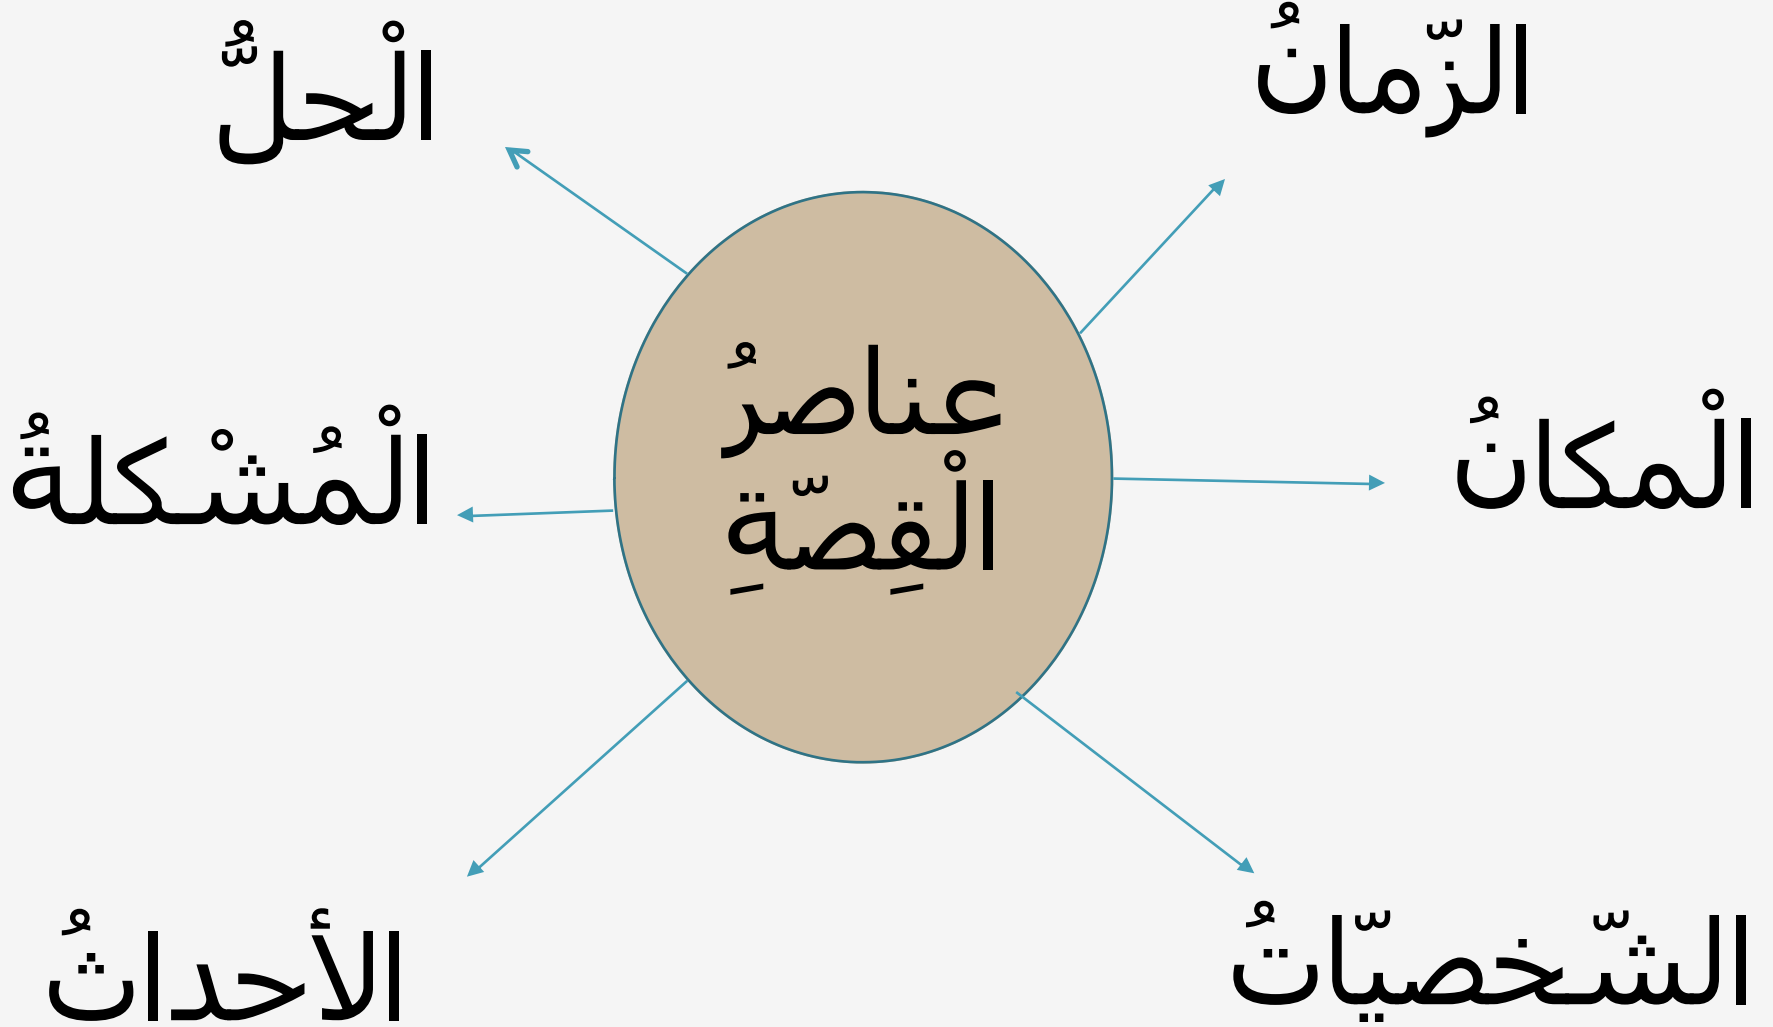 الزّمانُ
الْحلُّ
عناصرُ
الْقِصّةِ
الْمكانُ
الْمُشْكلةُ
الشّخصيّاتُ
الأحداثُ